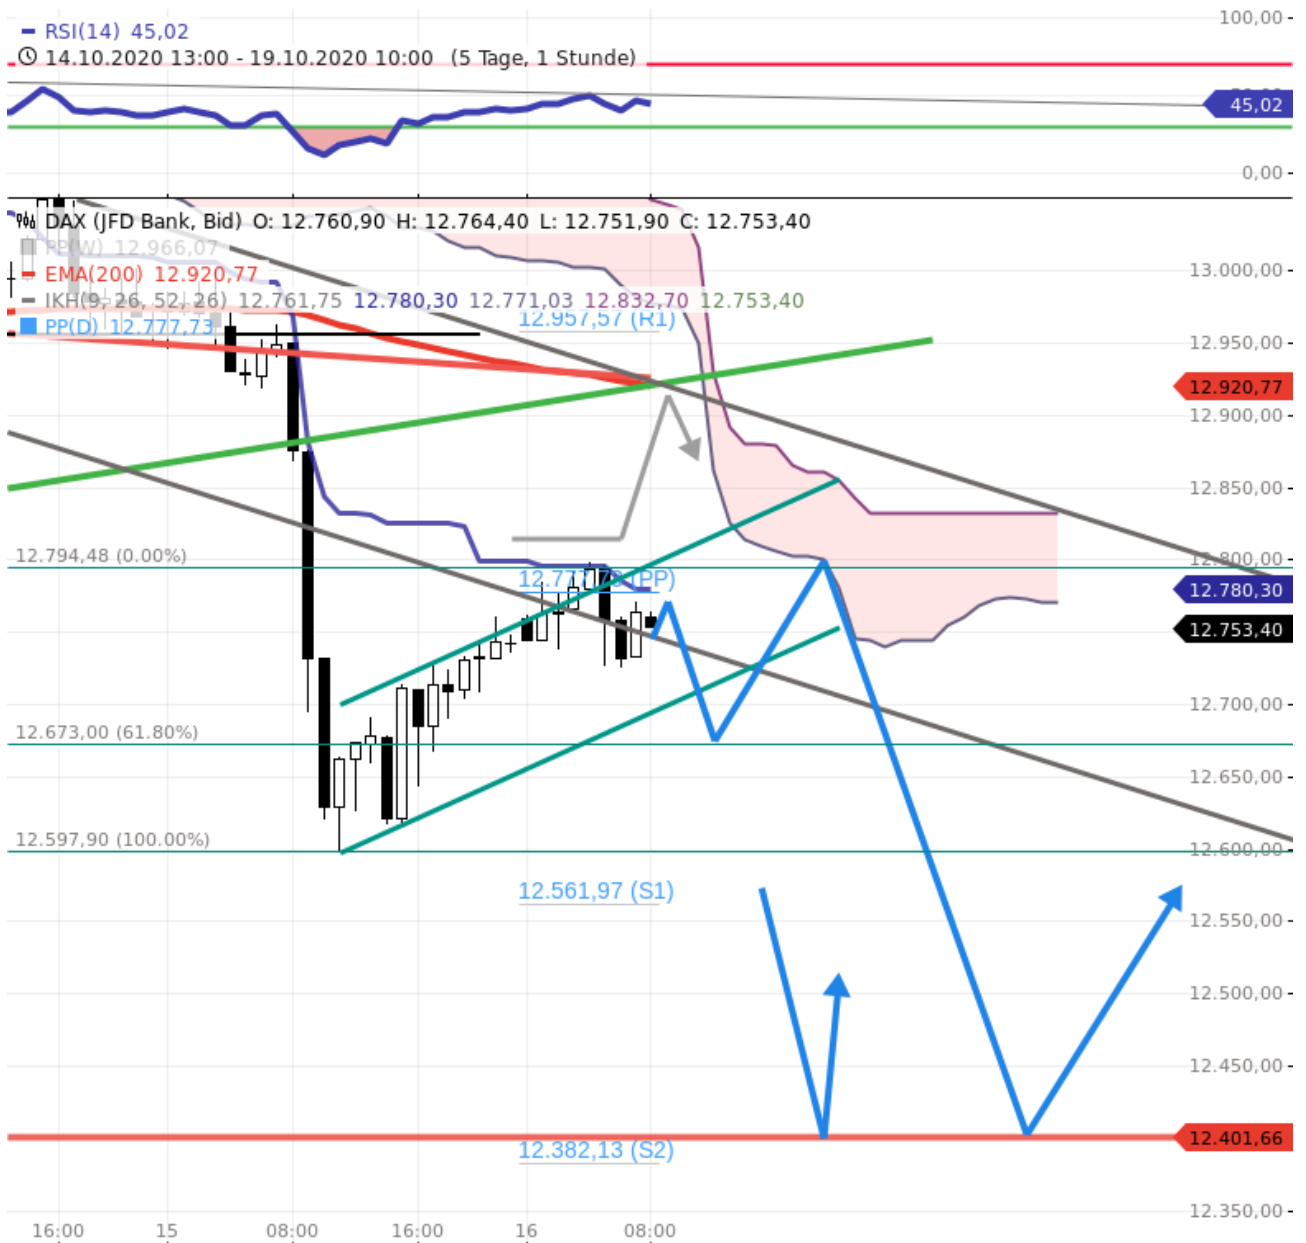 100,00
RSI(14) 45,02
14.10.2020 13:00 - 19.10.2020 10:00 (5 Tage, 1 Stunde)
45,02
0,00
DAX (JFD Bank, Bid) O: 12.760,90 H: 12.764,40 L: 12.751,90 C: 12.753,40
PP(W) 12.966,07
EMA(200) 12.920,77
13.000,00
IKH(9, 26, 52, 26) 12.761,75 12.780,30 12.771,03 12.832,70 12.753,40
12.957,57 (R1)
PP(D) 12.777,73
12.950,00
12.920,77
12.900,00
12.850,00
12.794,48 (0.00%)
12.800,00
12.777,73 (PP)
12.780,30
12.753,40
12.700,00
12.673,00 (61.80%)
12.650,00
12.597,90 (100.00%)
12.600,00
12.561,97 (S1)
12.550,00
12.500,00
12.450,00
12.401,66
12.382,13 (S2)
12.350,00
16:00 15 08:00 16:00 16 08:00